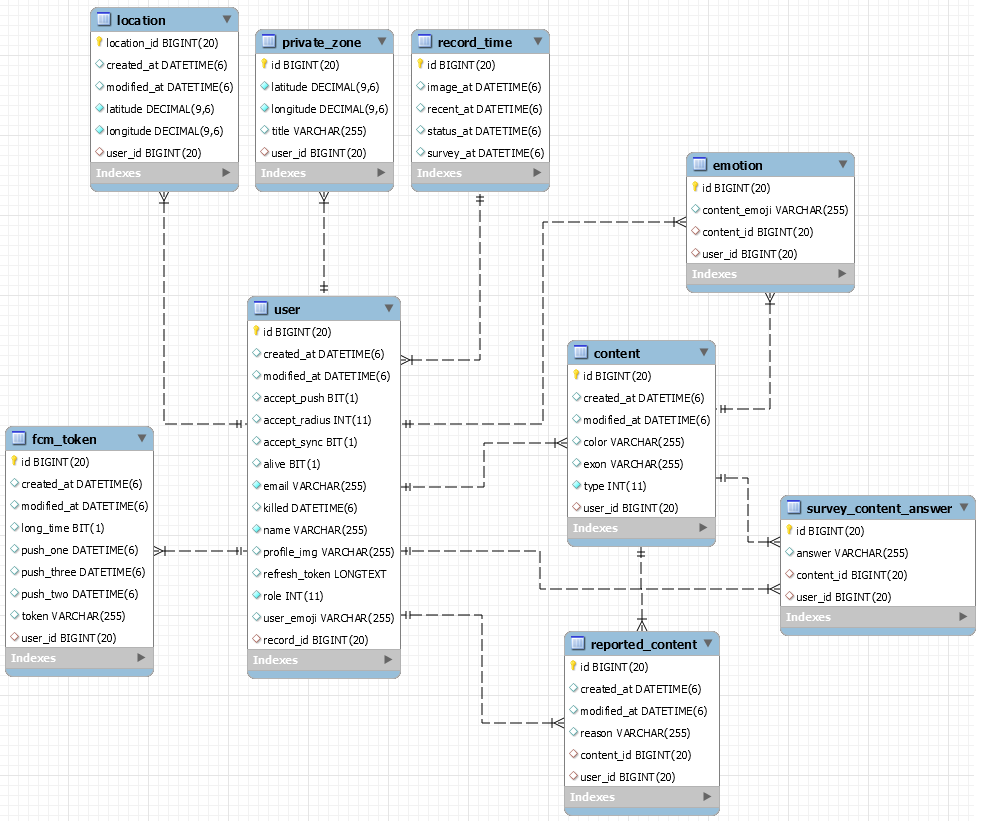 location
location_id BIGINT(20)
created_at DATETIME(6)
modified_at DATETIME(6)
latitude DECIMAL(9,6)
longitude DECIMAL(9,6)
user_id BIGINT(20)
Indexes
private_zone
id BIGINT(20)
latitude DECIMAL(9,6)
longitude DECIMAL(9,6)
title VARCHAR(255)
user_id BIGINT(20)
Indexes
record_time
id BIGINT(20)
image_at DATETIME(6)
recent_at DATETIME(6)
status_at DATETIME(6)
survey_at DATETIME(6)
Indexes
emotion
id BIGINT(20)
content_emoji VARCHAR(255)
content_id BIGINT(20)
user_id BIGINT(20)
Indexes
user
id BIGINT(20)
created_at DATETIME(6)
modified_at DATETIME(6)
accept_push BIT(1)
accept_radius INT(11)
accept_sync BIT(1)
alive BIT(1)
email VARCHAR(255)
killed DATETIME(6)
name VARCHAR(255)
profile_img VARCHAR(255)
refresh_token LONGTEXT
role INT(11)
user_emoji VARCHAR(255)
record_id BIGINT(20)
Indexes
content
id BIGINT(20)
created_at DATETIME(6)
modified_at DATETIME(6)
color VARCHAR(255)
exon VARCHAR(255)
type INT(11)
user_id BIGINT(20)
Indexes
fcm_token
id BIGINT(20)
created_at DATETIME(6)
modified_at DATETIME(6)
long_time BIT(1)
push_one DATETIME(6)
push_three DATETIME(6)
push_two DATETIME(6)
token VARCHAR(255)
user_id BIGINT(20)
Indexes
survey_content_answer
id BIGINT(20)
answer VARCHAR(255)
content_id BIGINT(20)
user_id BIGINT(20)
Indexes
reported_content
id BIGINT(20)
created_at DATETIME(6)
modified_at DATETIME(6)
reason VARCHAR(255)
content_id BIGINT(20)
user_id BIGINT(20)
Indexes